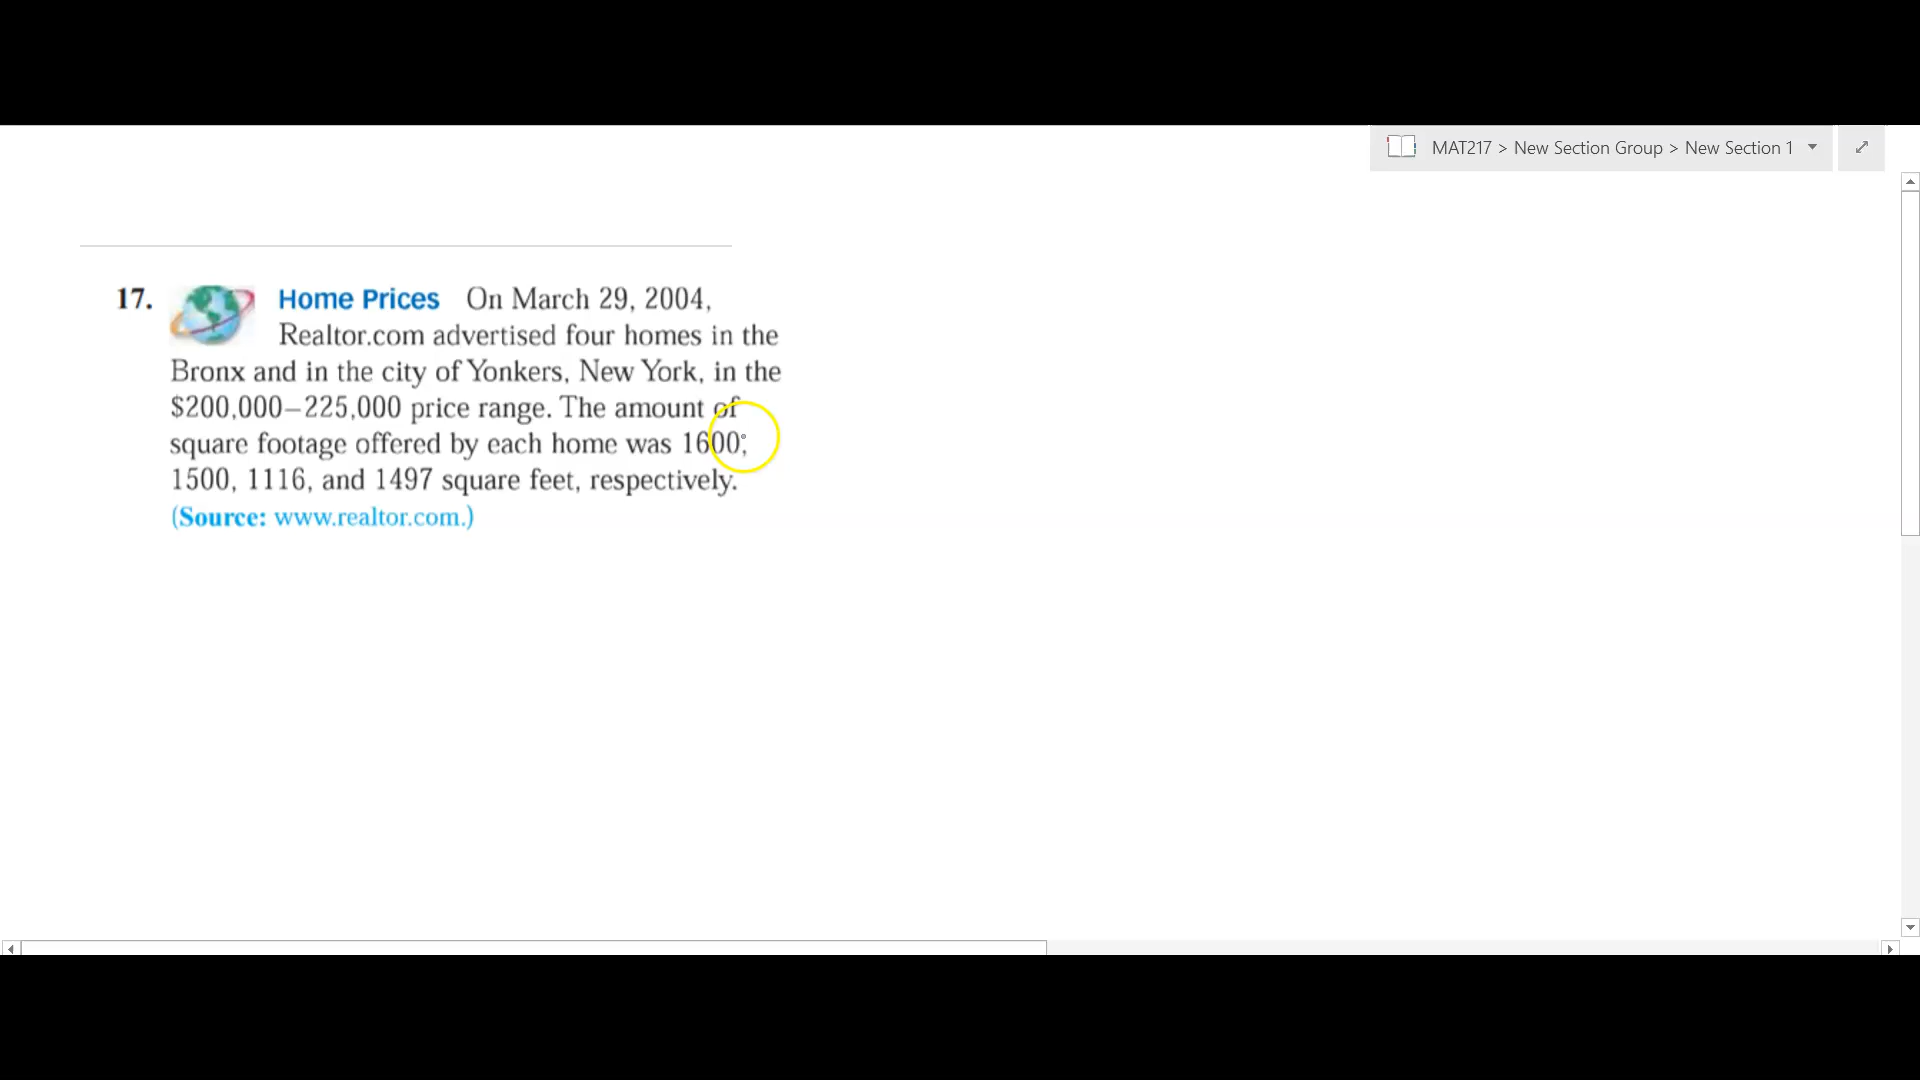 MAT217 > New Section Group > New Section 1
17. Home Prices On March 29, 2004,
Realtor.com advertised four homes in the
Bronx and in the city of Yonkers, New York, in the
$200,000–225,000 price range. The amount of
square footage offered by each home was 1600,
1500, 1116, and 1497 square feet, respectively.
(Source: www.realtor.com.)